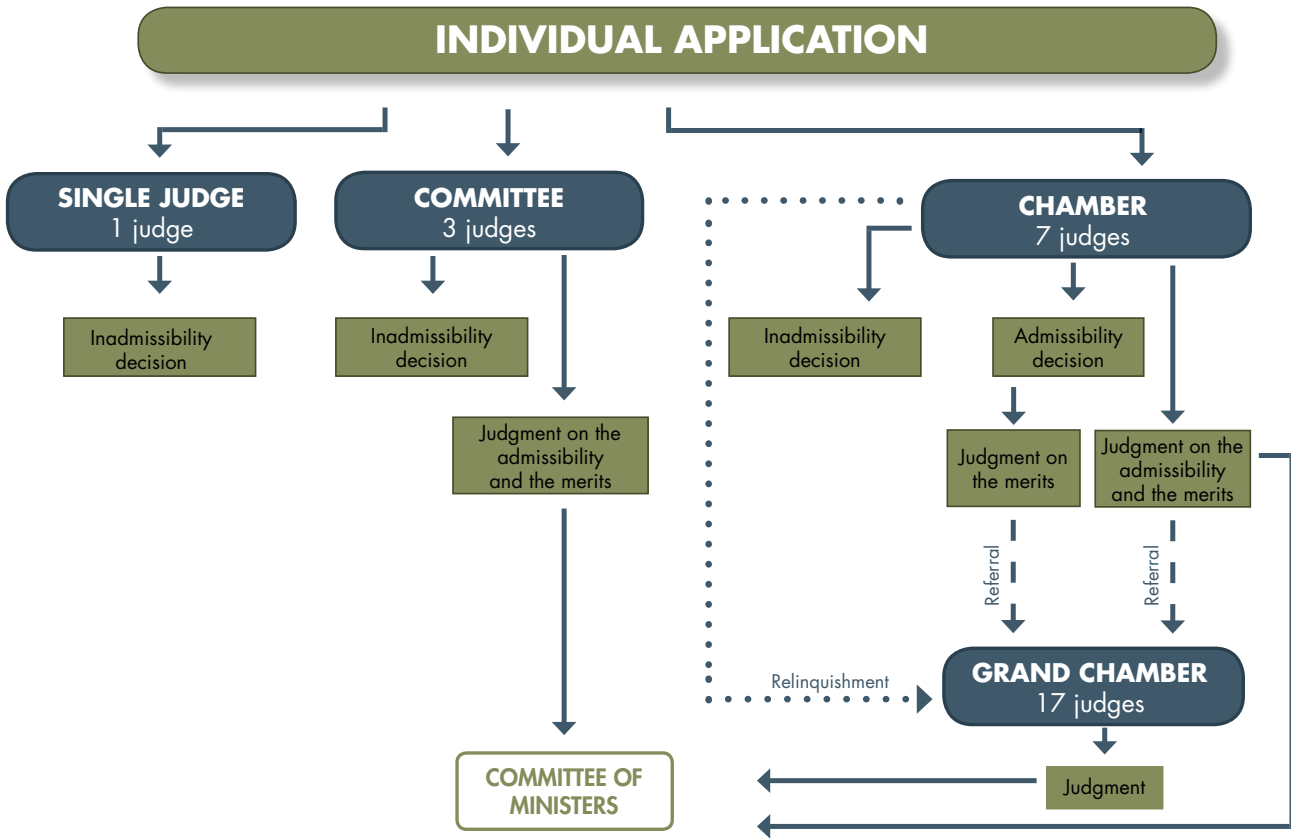 INDIVIDUAL APPLICATION
SINGLE JUDGE
1 judge
COMMITTEE
3 judges
CHAMBER
7 judges
Inadmissibility
decision
Inadmissibility
decision
Inadmissibility
decision
Admissibility
decision
Judgment on the
admissibility
and the merits
Judgment on
the merits
Judgment on the
admissibility
and the merits
Referral
Referral
Relinquishment
GRAND CHAMBER
17 judges
COMMITTEE OF
MINISTERS
Judgment